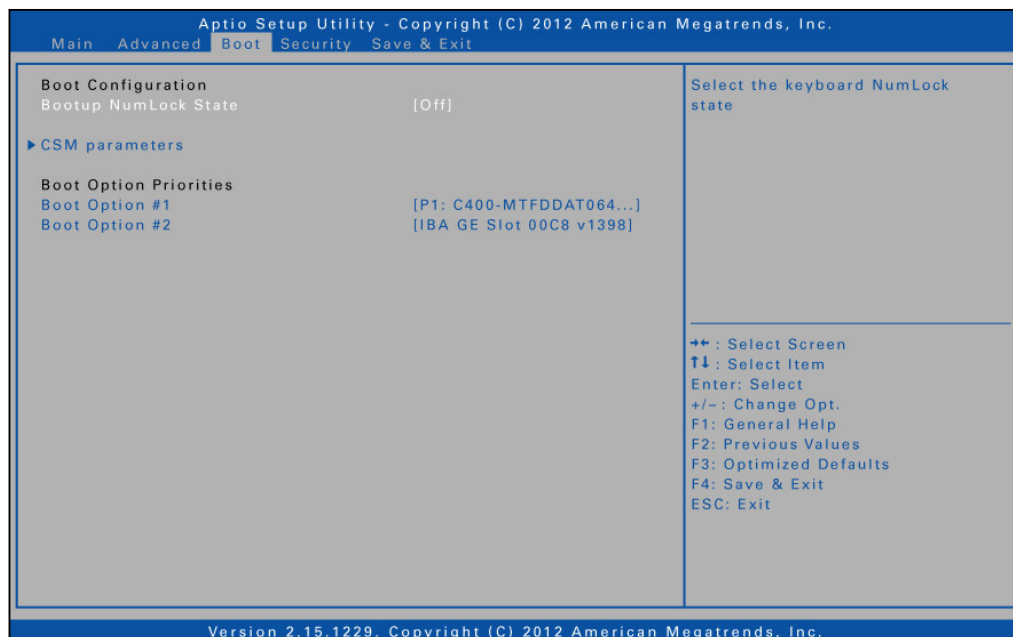 Aptio Setup Utility - Copyright (C) 2012 American Megatrends, Inc.
Main Advanced Boot Security Save & Exit
Boot Configuration
Bootup NumLock State [Off]
▶ CSM parameters
Boot Option Priorities
Boot Option #1 [P1: C400-MTFDDAT064...]
Boot Option #2 [IBA GE Slot 00C8 v1398]
Select the keyboard NumLock
state
→← : Select Screen
↑↓ : Select Item
Enter: Select
+/–: Change Opt.
F1: General Help
F2: Previous Values
F3: Optimized Defaults
F4: Save & Exit
ESC: Exit
Version 2.15.1229. Copyright (C) 2012 American Megatrends, Inc.